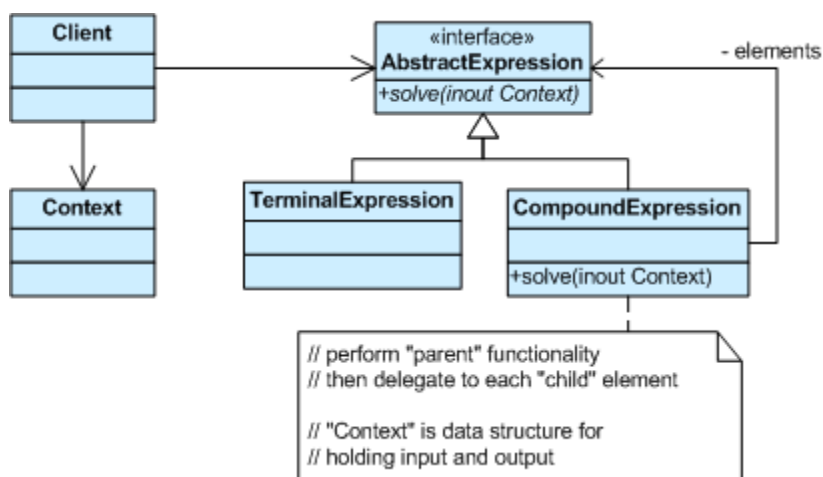 Client
«interface»
AbstractExpression
- elements
+solve(inout Context)
Context
TerminalExpression
CompoundExpression
+solve(inout Context)
// perform "parent" functionality
// then delegate to each "child" element
// "Context" is data structure for
// holding input and output